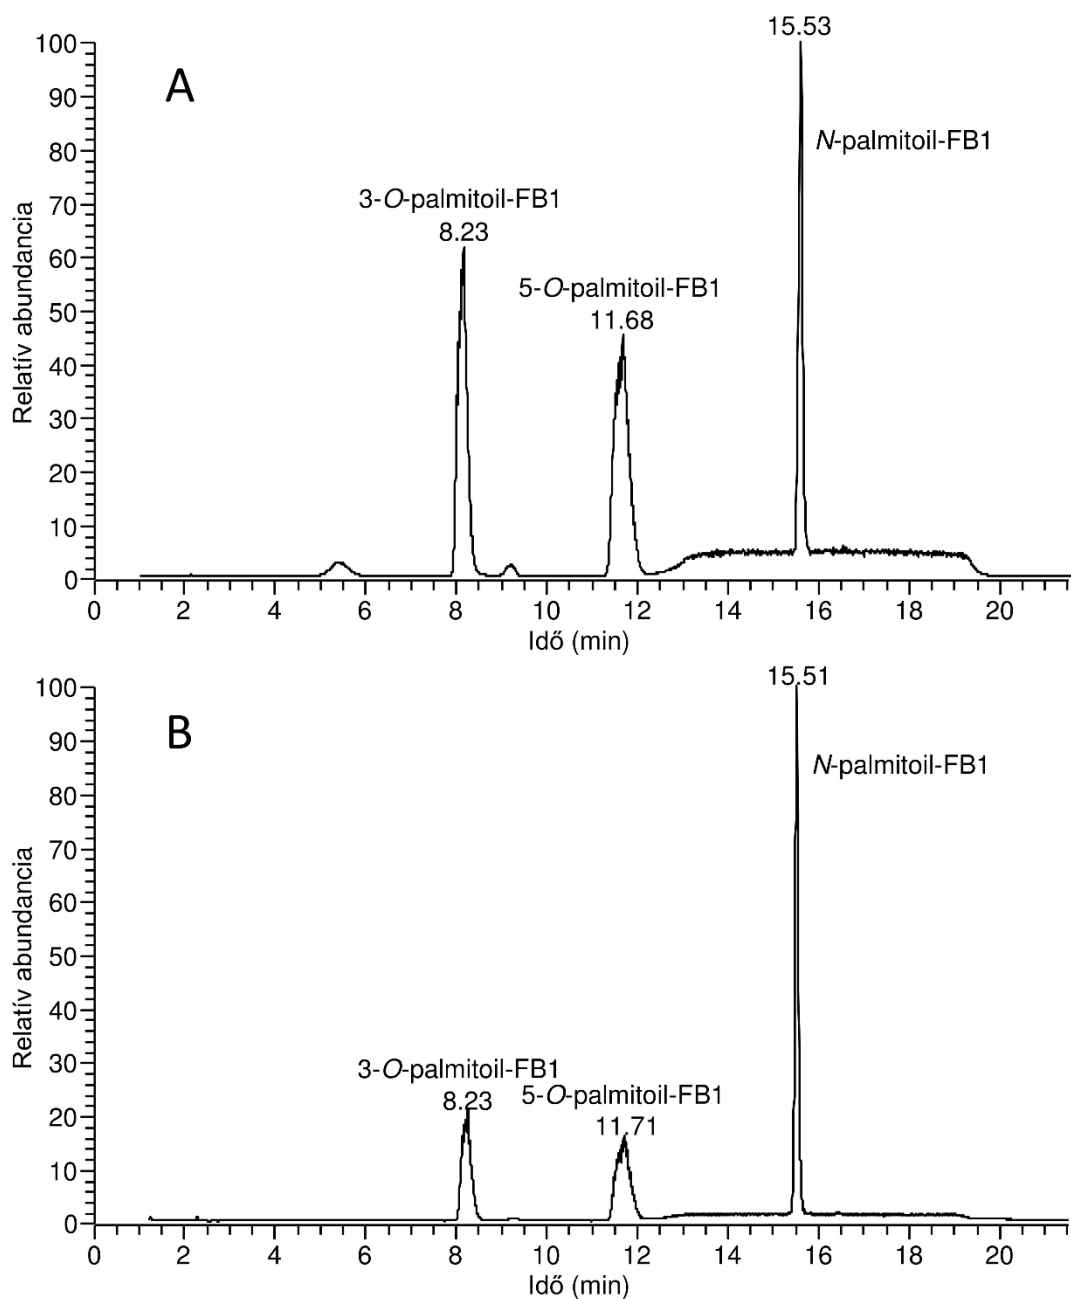 15.53
A
N-palmitoil-FB1
3-O-palmitoil-FB1
8.23
5-O-palmitoil-FB1
11.68
Relatív abundancia
100
90
80
70
60
50
40
30
20
10
0
0 2 4 6 8 10 12 14 16 18 20
Idő (min)
15.51
B
N-palmitoil-FB1
3-O-palmitoil-FB1
8.23
5-O-palmitoil-FB1
11.71
Relatív abundancia
100
90
80
70
60
50
40
30
20
10
0
0 2 4 6 8 10 12 14 16 18 20
Idő (min)